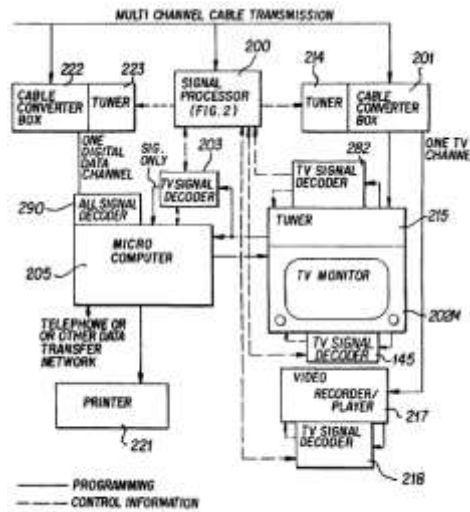 MULTI CHANNEL CABLE TRANSMISSION
222
223
200
214
201
CABLE
CONVERTER
BOX
TUNER
SIGNAL
PROCESSOR
(FIG. 2)
TUNER
CABLE
CONVERTER
BOX
ONE
DIGITAL
DATA
CHANNEL
SIG.
ONLY
203
TV SIGNAL
DECODER
TV SIGNAL
DECODER
282
ONE TV
CHANNEL
290
ALL SIGNAL
DECODER
TUNER
215
205
MICRO
COMPUTER
TV MONITOR
202M
TELEPHONE OR
OR OTHER DATA
TRANSFER
NETWORK
TV SIGNAL
DECODER
145
PRINTER
221
VIDEO
RECORDER/
PLAYER
217
TV SIGNAL
DECODER
218
PROGRAMMING
CONTROL INFORMATION